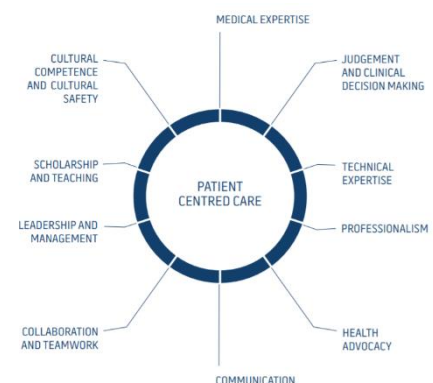 MEDICAL EXPERTISE
JUDGEMENT
AND CLINICAL
DECISION MAKING
TECHNICAL
EXPERTISE
PROFESSIONALISM
HEALTH
ADVOCACY
COMMUNICATION
COLLABORATION
AND TEAMWORK
LEADERSHIP AND
MANAGEMENT
SCHOLARSHIP
AND TEACHING
CULTURAL
COMPETENCE
AND CULTURAL
SAFETY
PATIENT
CENTRED CARE